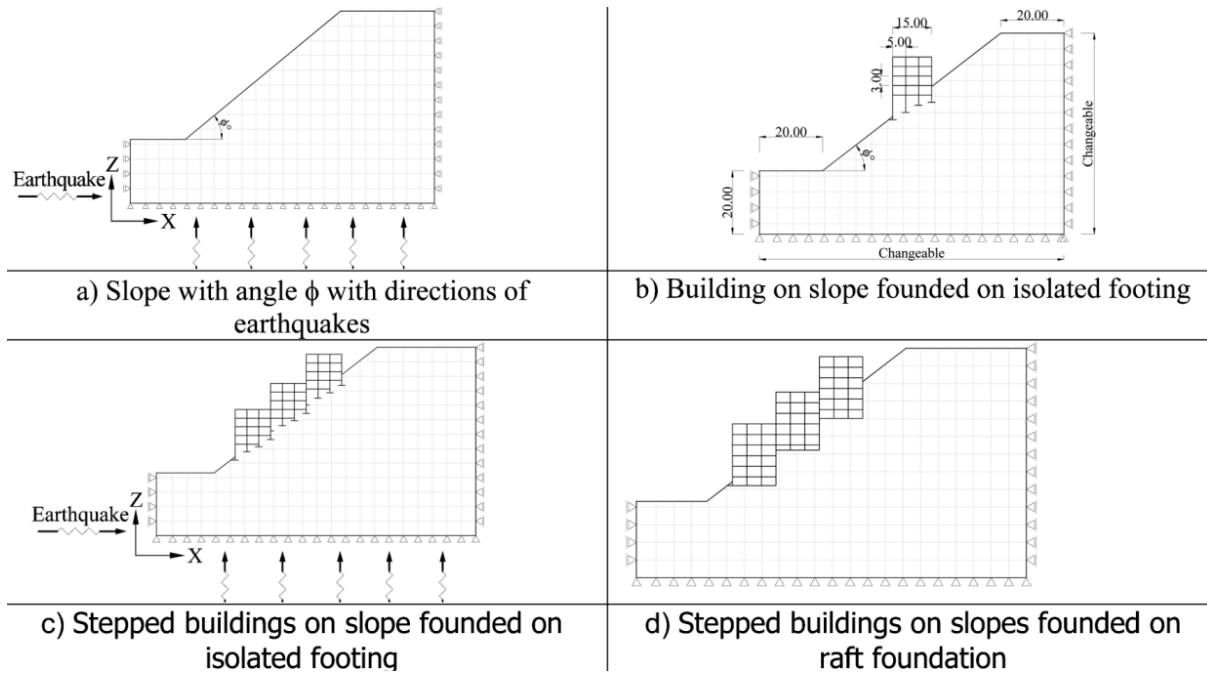 ϕ°
Z
Earthquake
X
a) Slope with angle ϕ with directions of
earthquakes
15.00
20.00
5.00
3.00
20.00
ϕ°
Changeable
20.00
Changeable
b) Building on slope founded on isolated footing
Z
Earthquake
X
c) Stepped buildings on slope founded on
isolated footing
d) Stepped buildings on slopes founded on
raft foundation